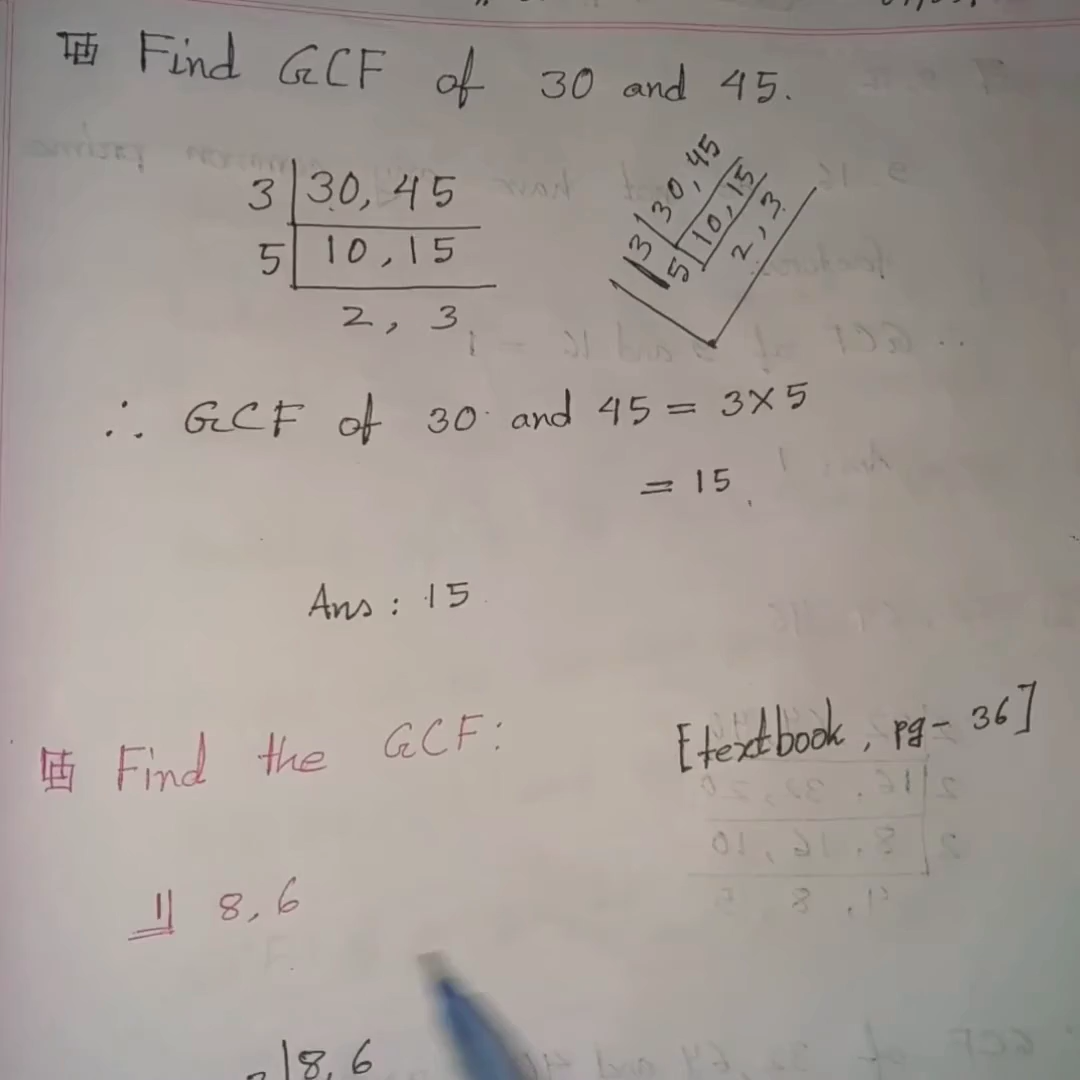 Find GCF of 30 and 45.
3 | 30, 45
5 | 10, 15
2, 3
3 | 30, 45
5 | 10, 15
2, 3
∴ GCF of 30 and 45 = 3×5
= 15
Ans: 15
Find the GCF: [textbook, pg- 36]
1| 8, 6
8, 6